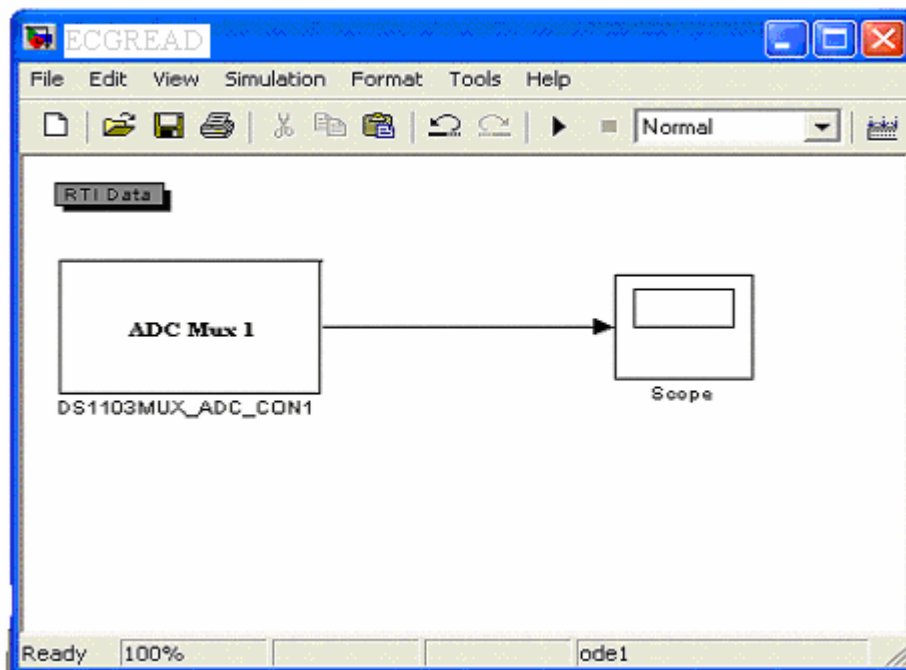 ECGREAD
File Edit View Simulation Format Tools Help
Normal
RTI Data
ADC Mux 1
DS1103MUX_ADC_CON1
Scope
Ready 100% ode1